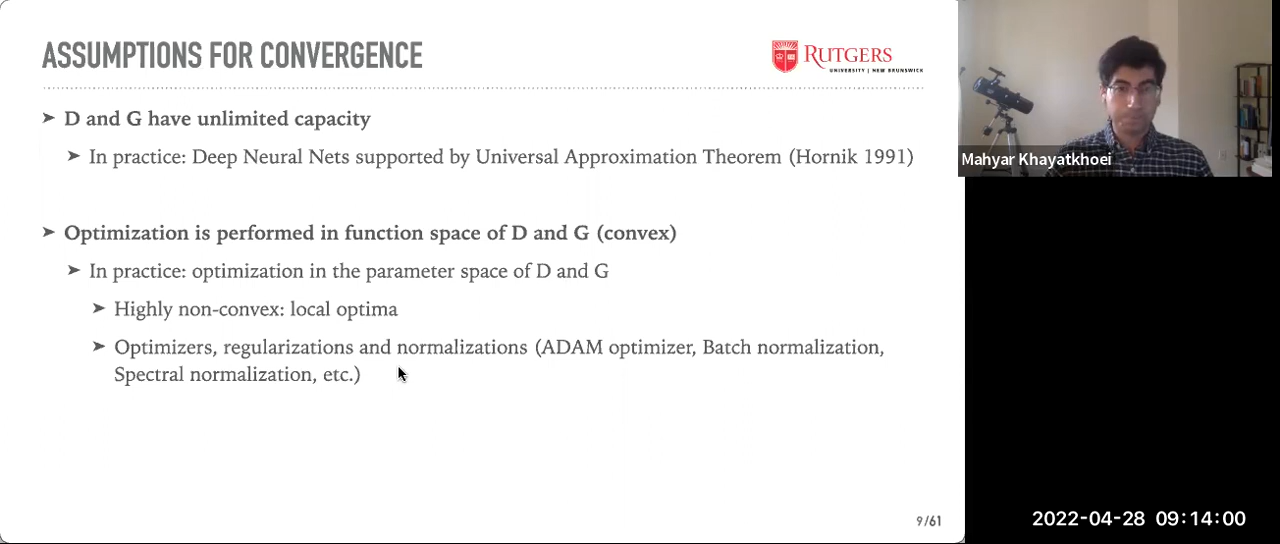 ASSUMPTIONS FOR CONVERGENCE
RUTGERS
UNIVERSITY | NEW BRUNSWICK
➤ D and G have unlimited capacity
➤ In practice: Deep Neural Nets supported by Universal Approximation Theorem (Hornik 1991)
➤ Optimization is performed in function space of D and G (convex)
➤ In practice: optimization in the parameter space of D and G
➤ Highly non-convex: local optima
➤ Optimizers, regularizations and normalizations (ADAM optimizer, Batch normalization,
Spectral normalization, etc.)
9/61
Mahyar Khayatkhoei
2022-04-28 09:14:00